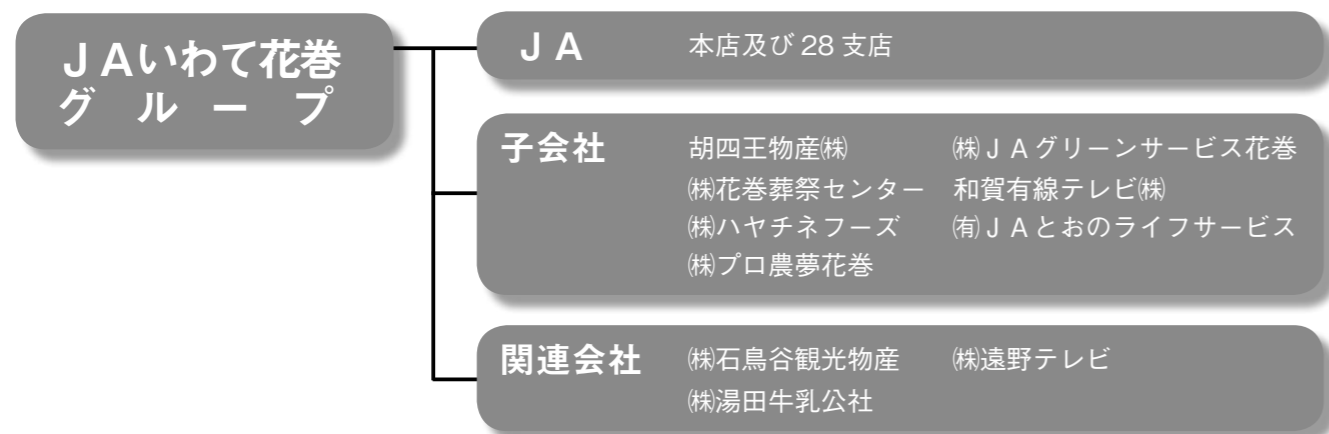 ＪＡいわて花巻
グループ
ＪＡ 本店及び 28 支店
子会社 胡四王物産㈱ ㈱ＪＡグリーンサービス花巻
㈱花巻葬祭センター 和賀有線テレビ㈱
㈱ハヤチネフーズ ㈲ＪＡとおのライフサービス
㈱プロ農夢花巻
関連会社 ㈱石鳥谷観光物産 ㈱遠野テレビ
㈱湯田牛乳公社